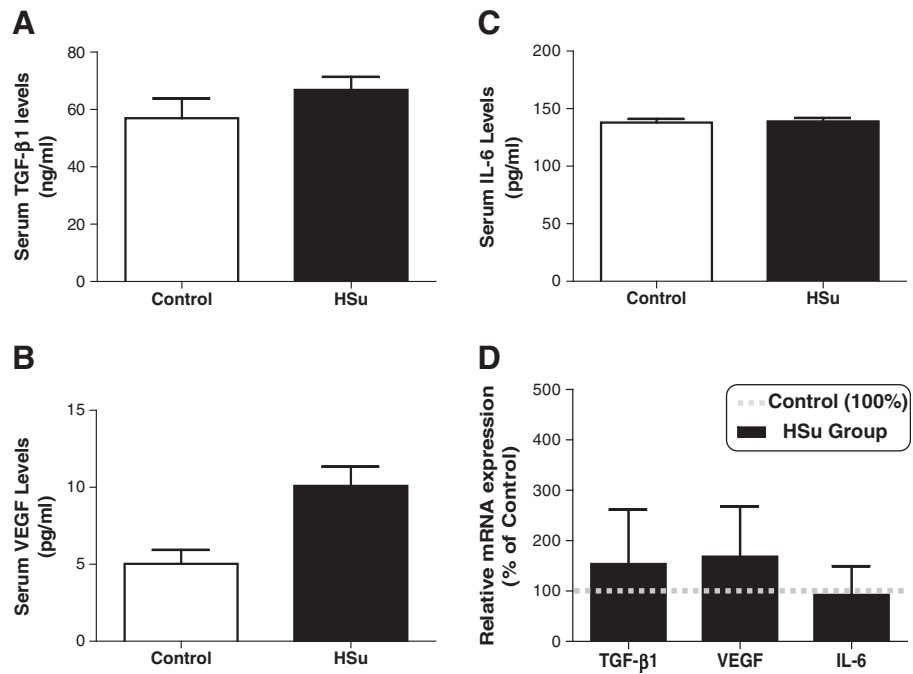 A
Serum TGF-β1 levels
(ng/ml)
80
60
40
20
0
Control HSu
B
Serum VEGF Levels
(pg/ml)
15
10
5
0
Control HSu
C
Serum IL-6 Levels
(pg/ml)
200
150
100
50
0
Control HSu
D
Relative mRNA expression
(% of Control)
500
400
300
200
100
0
Control (100%)
HSu Group
TGF-β1 VEGF IL-6